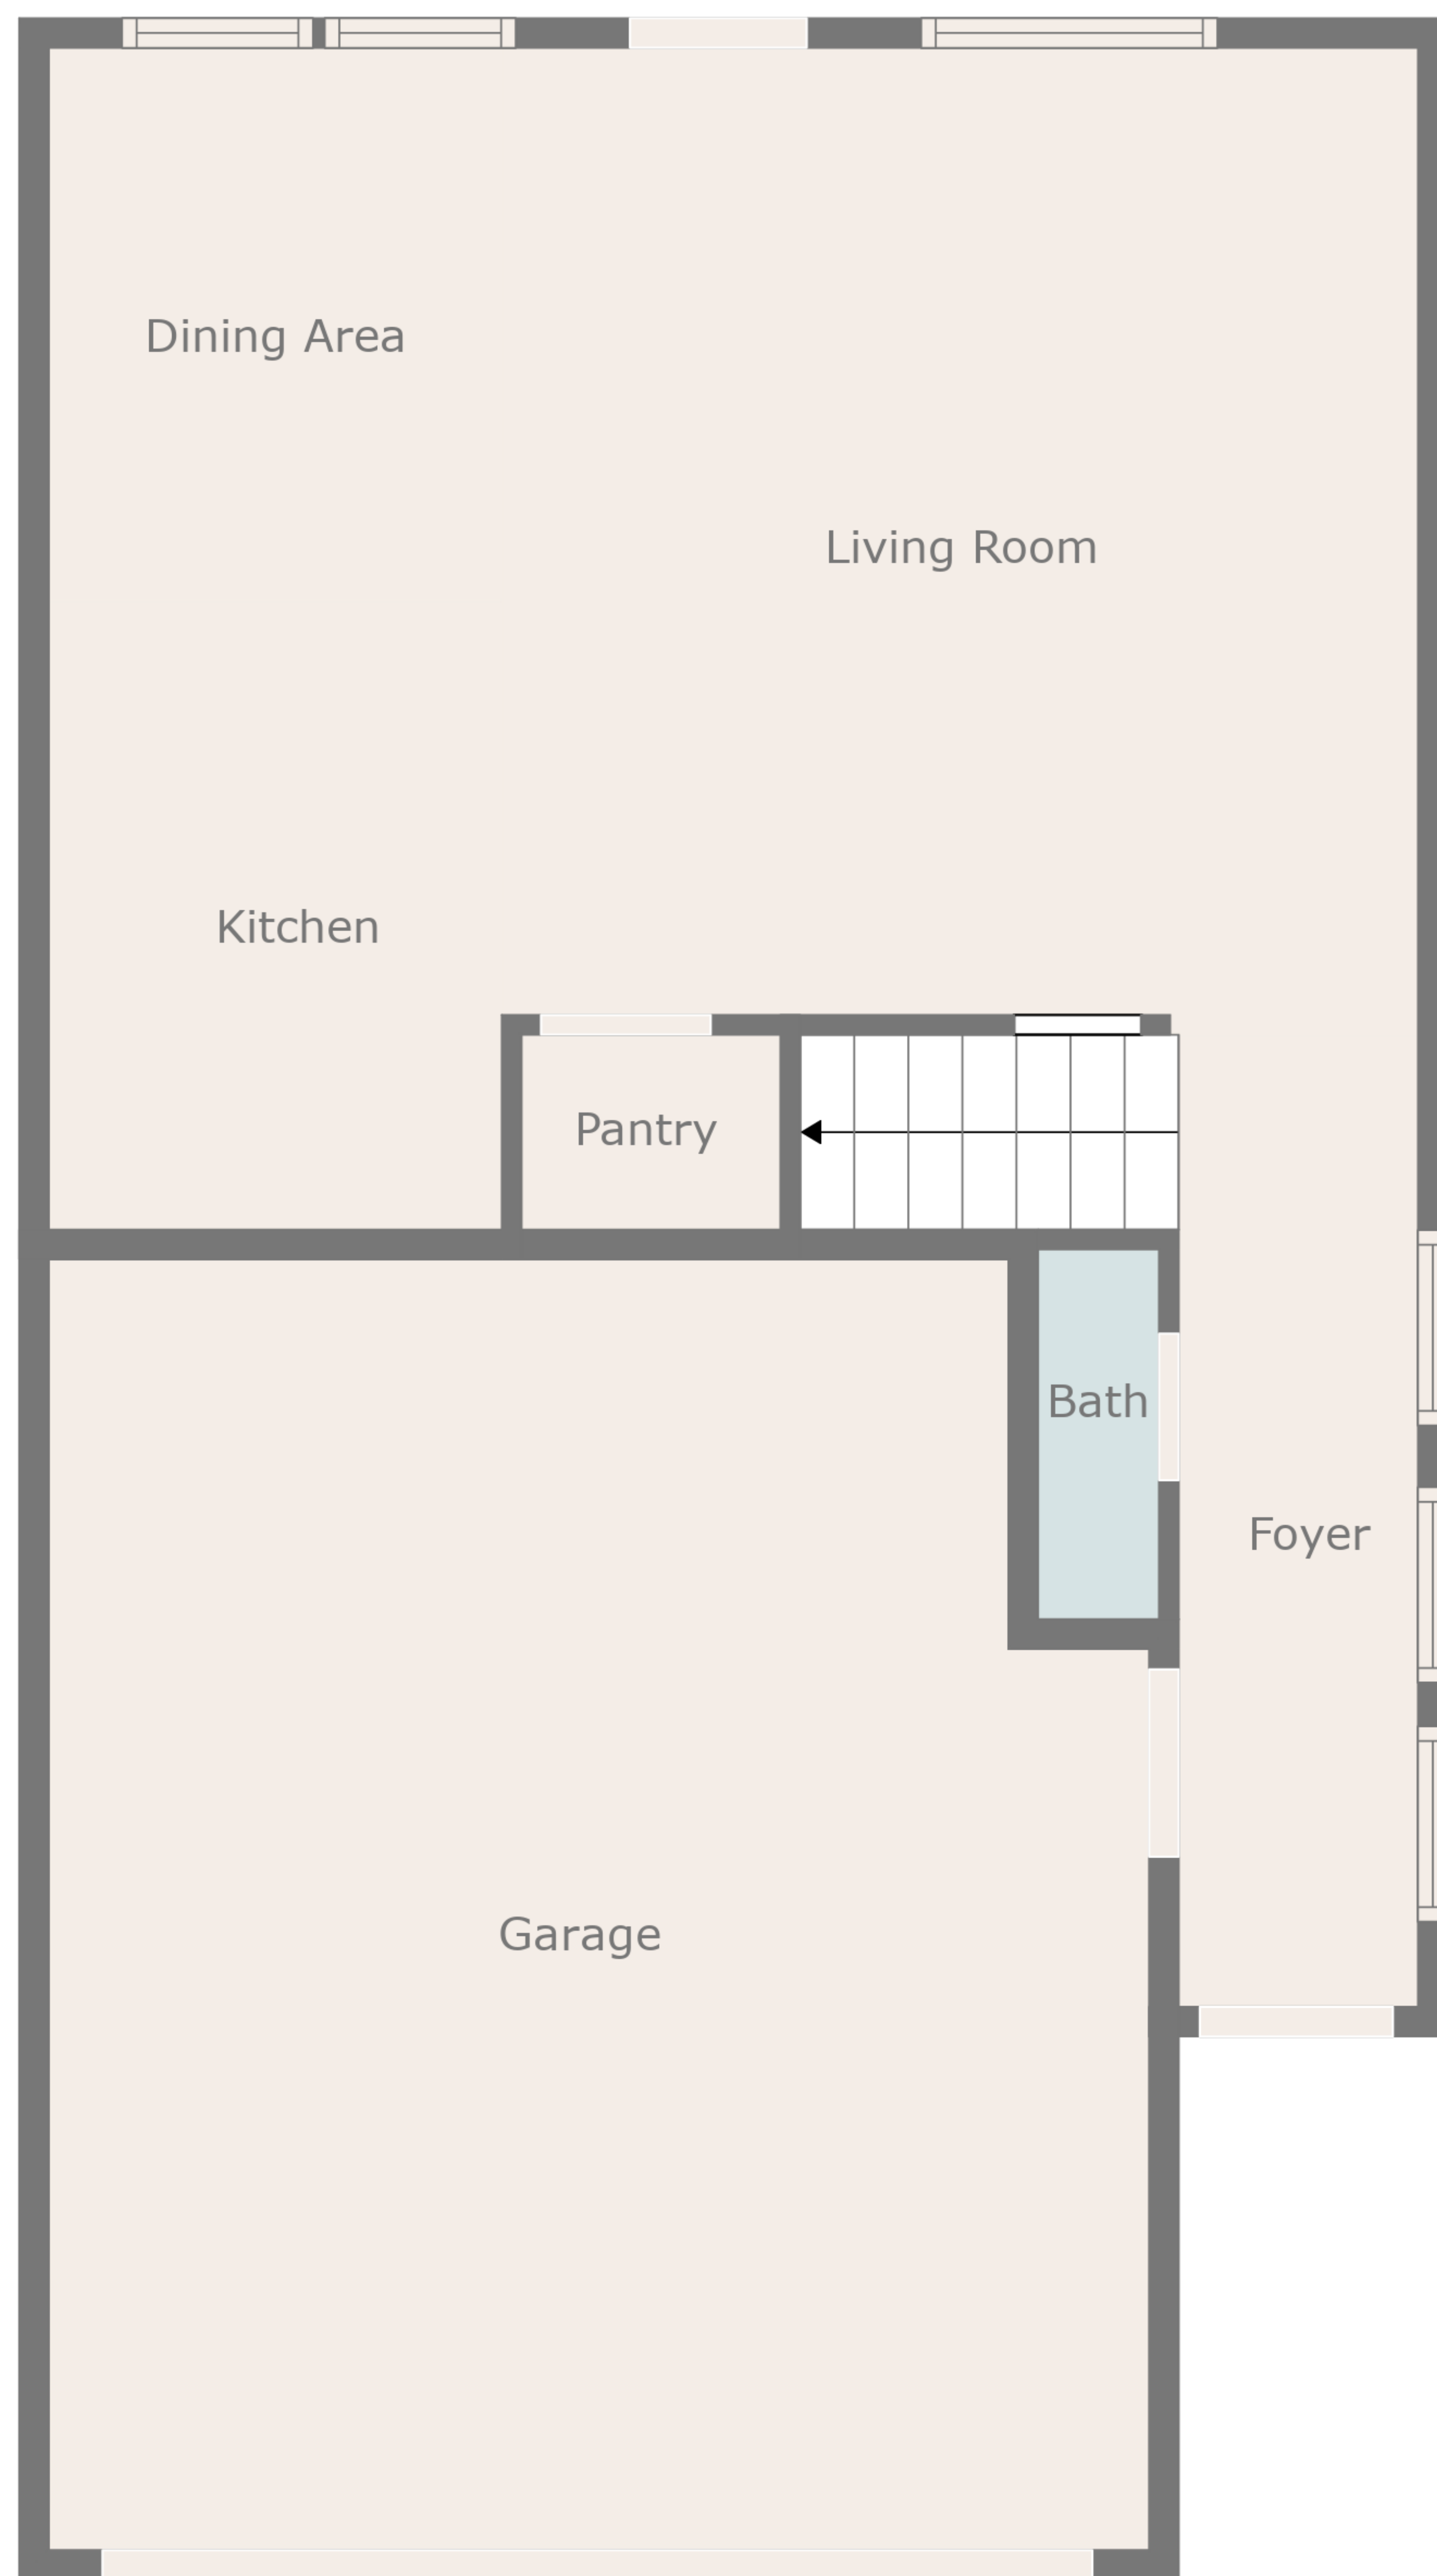 Dining Area
Living Room
Kitchen
Pantry
Bath
Foyer
Garage